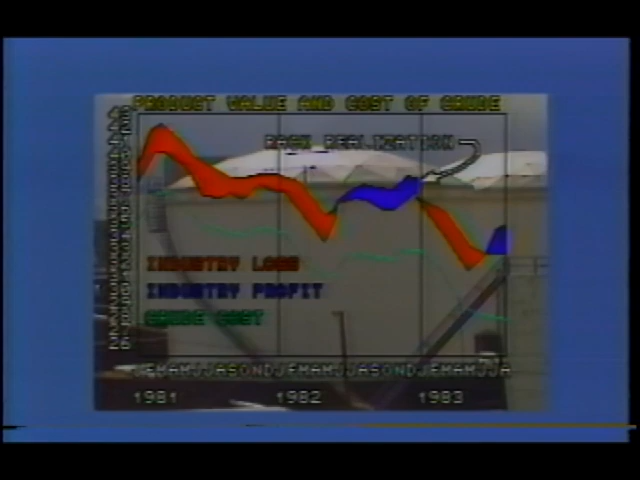 PRODUCT VALUE AND COST OF CRUDE
RACK REALIZATION
INDUSTRY LOSS
INDUSTRY PROFIT
CRUDE COST
JFMAMJJASONDJFMAMJJASONDJFMAMJJA
1981 1982 1983